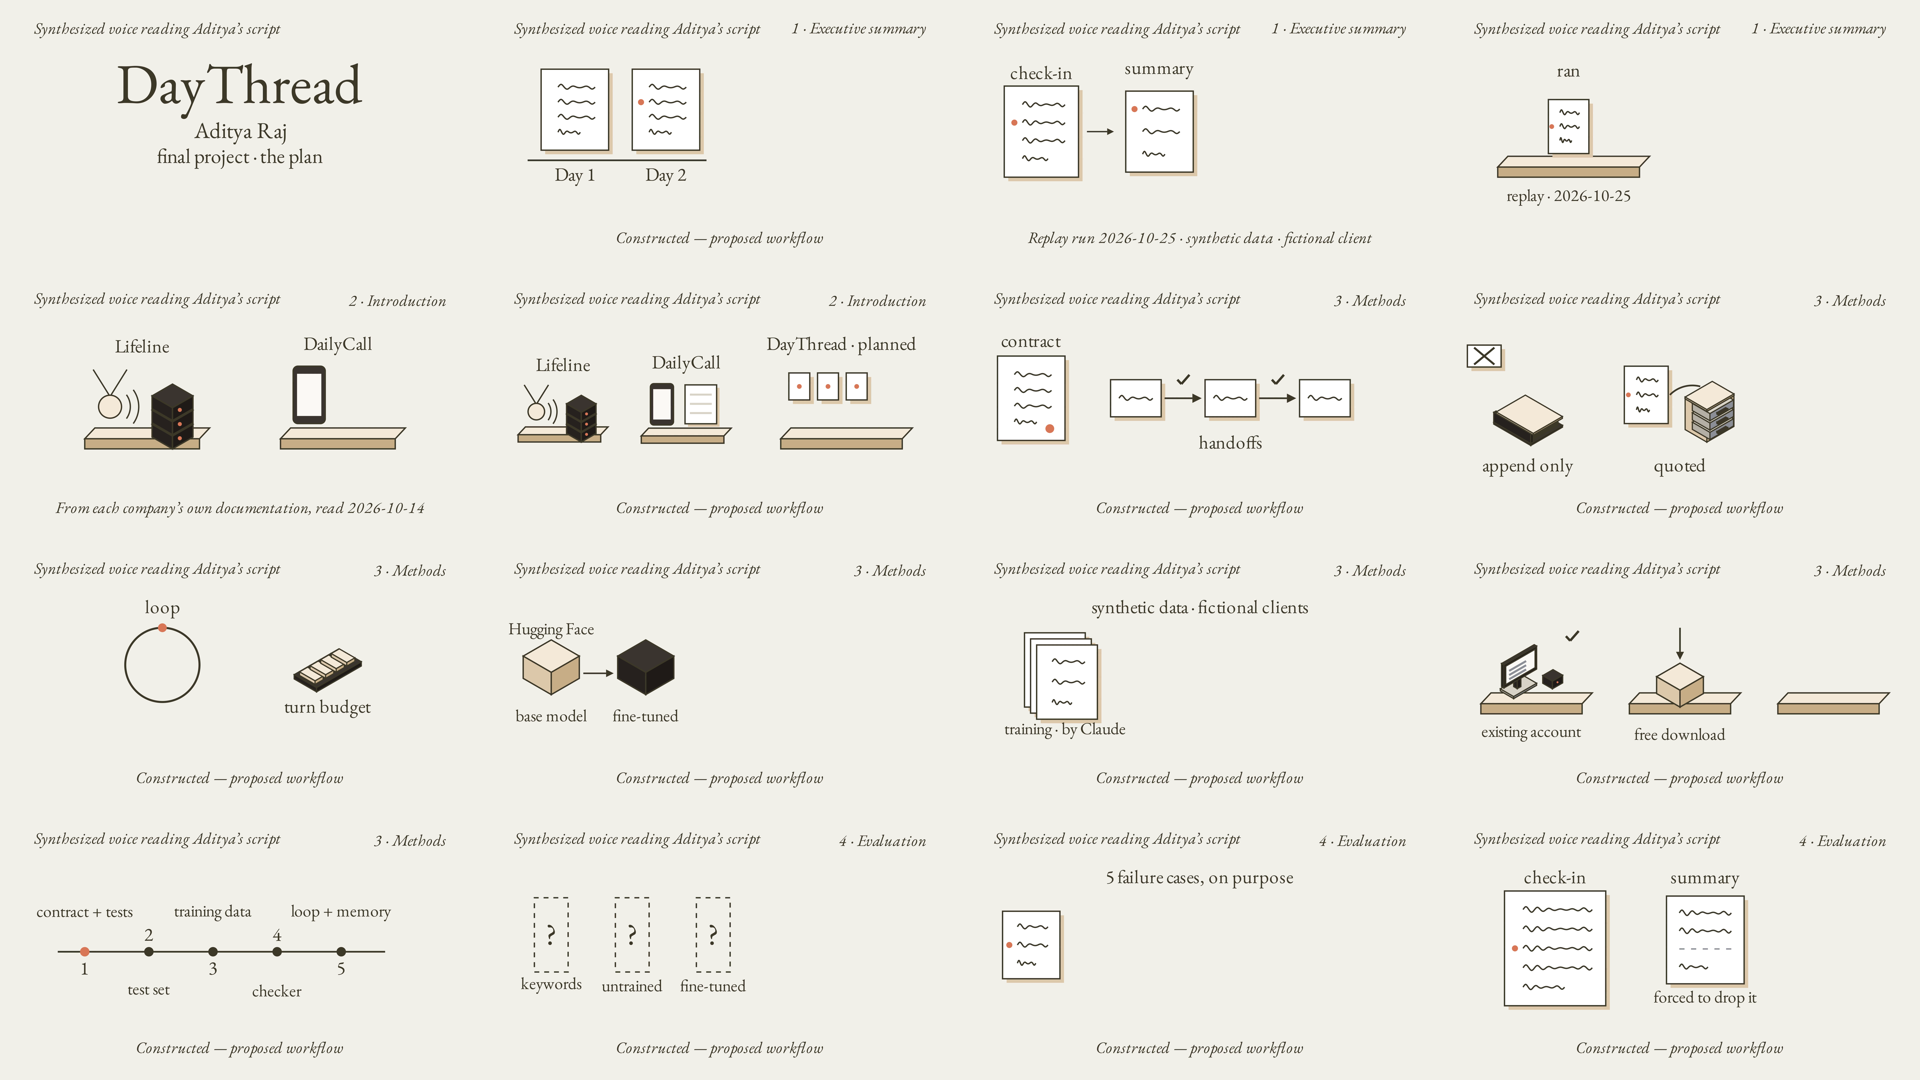 Synthesized voice reading Aditya's script
DayThread
Aditya Raj
final project · the plan
Synthesized voice reading Aditya's script
1 · Executive summary
Day 1
Day 2
Constructed — proposed workflow
Synthesized voice reading Aditya's script
1 · Executive summary
check-in
summary
Replay run 2026-10-25 · synthetic data · fictional client
Synthesized voice reading Aditya's script
1 · Executive summary
ran
replay · 2026-10-25
Synthesized voice reading Aditya's script
2 · Introduction
Lifeline
DailyCall
From each company's own documentation, read 2026-10-14
Synthesized voice reading Aditya's script
2 · Introduction
Lifeline
DailyCall
DayThread · planned
Constructed — proposed workflow
Synthesized voice reading Aditya's script
3 · Methods
contract
handoffs
Constructed — proposed workflow
Synthesized voice reading Aditya's script
3 · Methods
append only
quoted
Constructed — proposed workflow
Synthesized voice reading Aditya's script
3 · Methods
loop
turn budget
Constructed — proposed workflow
Synthesized voice reading Aditya's script
3 · Methods
Hugging Face
base model
fine-tuned
Constructed — proposed workflow
Synthesized voice reading Aditya's script
3 · Methods
synthetic data · fictional clients
training · by Claude
Constructed — proposed workflow
Synthesized voice reading Aditya's script
3 · Methods
existing account
free download
Constructed — proposed workflow
Synthesized voice reading Aditya's script
3 · Methods
contract + tests
training data
loop + memory
2
4
1
3
5
test set
checker
Constructed — proposed workflow
Synthesized voice reading Aditya's script
4 · Evaluation
?
?
?
keywords
untrained
fine-tuned
Constructed — proposed workflow
Synthesized voice reading Aditya's script
4 · Evaluation
5 failure cases, on purpose
Constructed — proposed workflow
Synthesized voice reading Aditya's script
4 · Evaluation
check-in
summary
forced to drop it
Constructed — proposed workflow